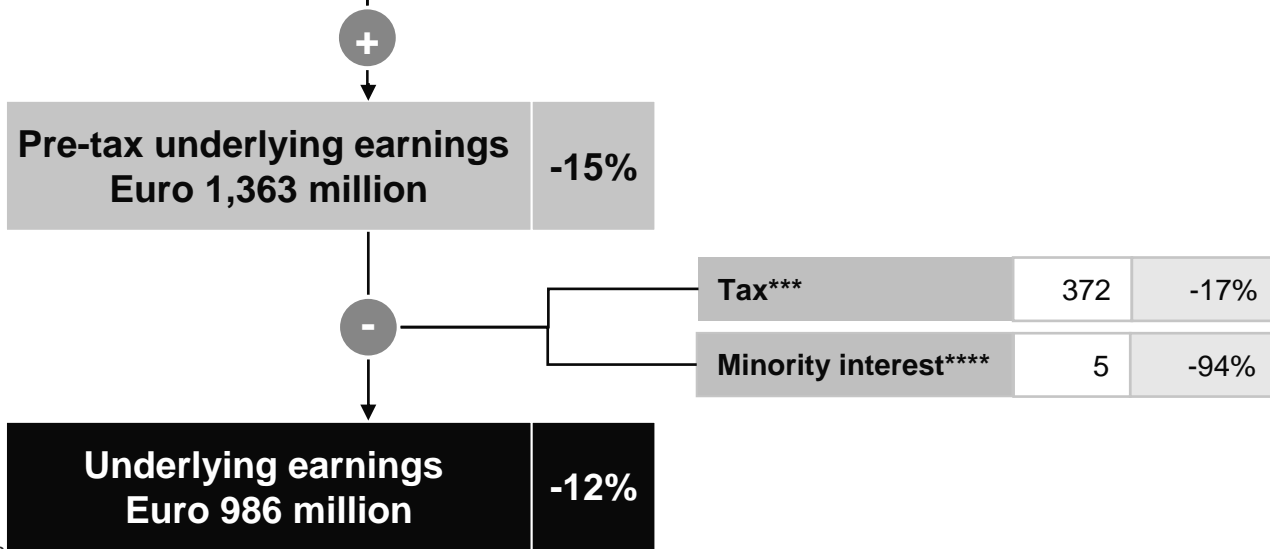 +
Pre-tax underlying earnings
Euro 1,363 million
-15%
Tax*** 372 -17%
-
Minority interest**** 5 -94%
Underlying earnings
Euro 986 million
-12%